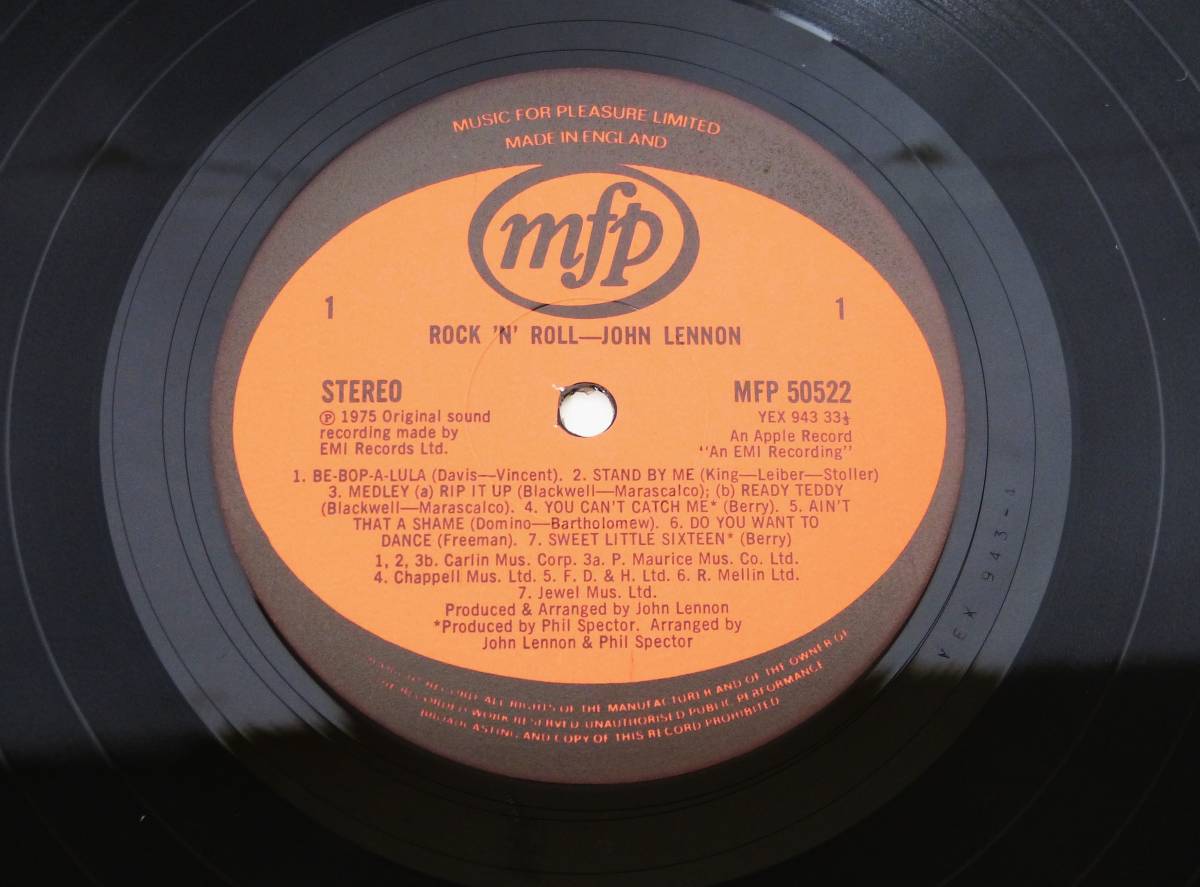 MUSIC FOR PLEASURE LIMITED
MADE IN ENGLAND
mfp
1 1
ROCK 'N' ROLL—JOHN LENNON
STEREO MFP 50522
Ⓟ 1975 Original sound YEX 943 33⅓
recording made by An Apple Record
EMI Records Ltd. "An EMI Recording"
1. BE-BOP-A-LULA (Davis—Vincent). 2. STAND BY ME (King—Leiber—Stoller)
3. MEDLEY (a) RIP IT UP (Blackwell—Marascalco); (b) READY TEDDY
(Blackwell—Marascalco). 4. YOU CAN'T CATCH ME* (Berry). 5. AIN'T
THAT A SHAME (Domino—Bartholomew). 6. DO YOU WANT TO
DANCE (Freeman). 7. SWEET LITTLE SIXTEEN* (Berry)
1, 2, 3b. Carlin Mus. Corp. 3a. P. Maurice Mus. Co. Ltd.
4. Chappell Mus. Ltd. 5. F. D. & H. Ltd. 6. R. Mellin Ltd.
7. Jewel Mus. Ltd.
Produced & Arranged by John Lennon
*Produced by Phil Spector. Arranged by
John Lennon & Phil Spector
ALL RIGHTS OF THE MANUFACTURER AND OF THE OWNER OF
WORK RESERVED UNAUTHORISED PUBLIC PERFORMANCE
BROADCASTING AND COPY OF THIS RECORD PROHIBITED
YEX 943-1